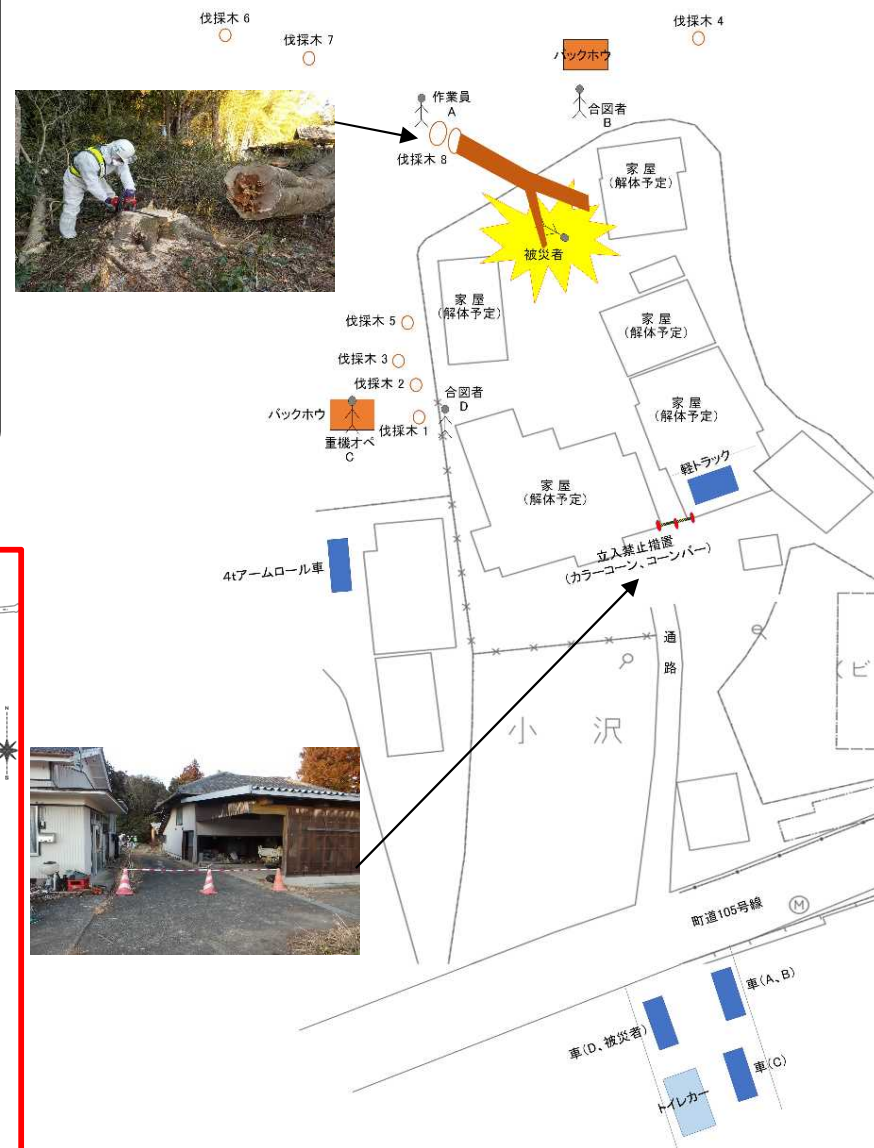 伐採木 6
伐採木 7
伐採木 4
バックホウ
作業員
A
合図者
B
伐採木 8
家 屋
(解体予定)
被災者
家 屋
(解体予定)
家 屋
(解体予定)
伐採木 5
伐採木 3
伐採木 2
合図者
D
バックホウ
伐採木 1
重機オペ
C
家 屋
(解体予定)
軽トラック
家 屋
(解体予定)
立入禁止措置
(カラーコーン、コーンバー)
4tアームロール車
通
路
(ビ
小 沢
N
S
町道105号線
M
車(A、B)
車(D、被災者)
車(C)
トイレカー